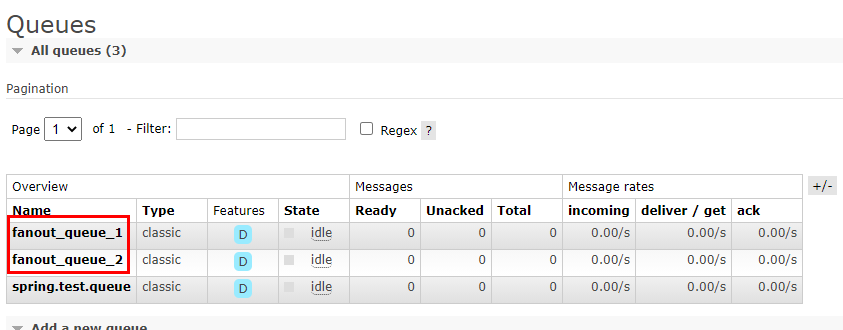 Queues
All queues (3)
Pagination
Page 1 of 1 - Filter: Regex ?
Overview Messages Message rates +/-
Name Type Features State Ready Unacked Total incoming deliver / get ack
fanout_queue_1 classic D idle 0 0 0 0.00/s 0.00/s 0.00/s
fanout_queue_2 classic D idle 0 0 0 0.00/s 0.00/s 0.00/s
spring.test.queue classic D idle 0 0 0 0.00/s 0.00/s 0.00/s
Add a new queue